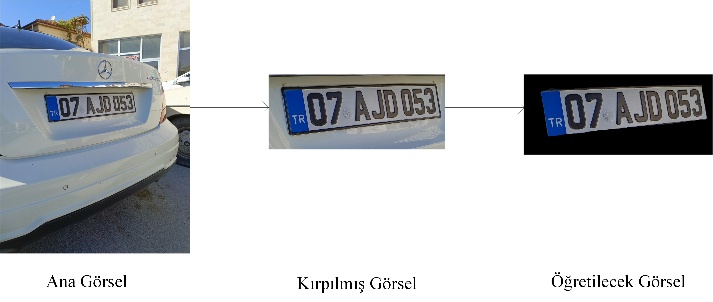 TR 07 AJD 053
TR 07 AJD 053
TR 07 AJD 053
Ana Görsel
Kırpılmış Görsel
Öğretilecek Görsel